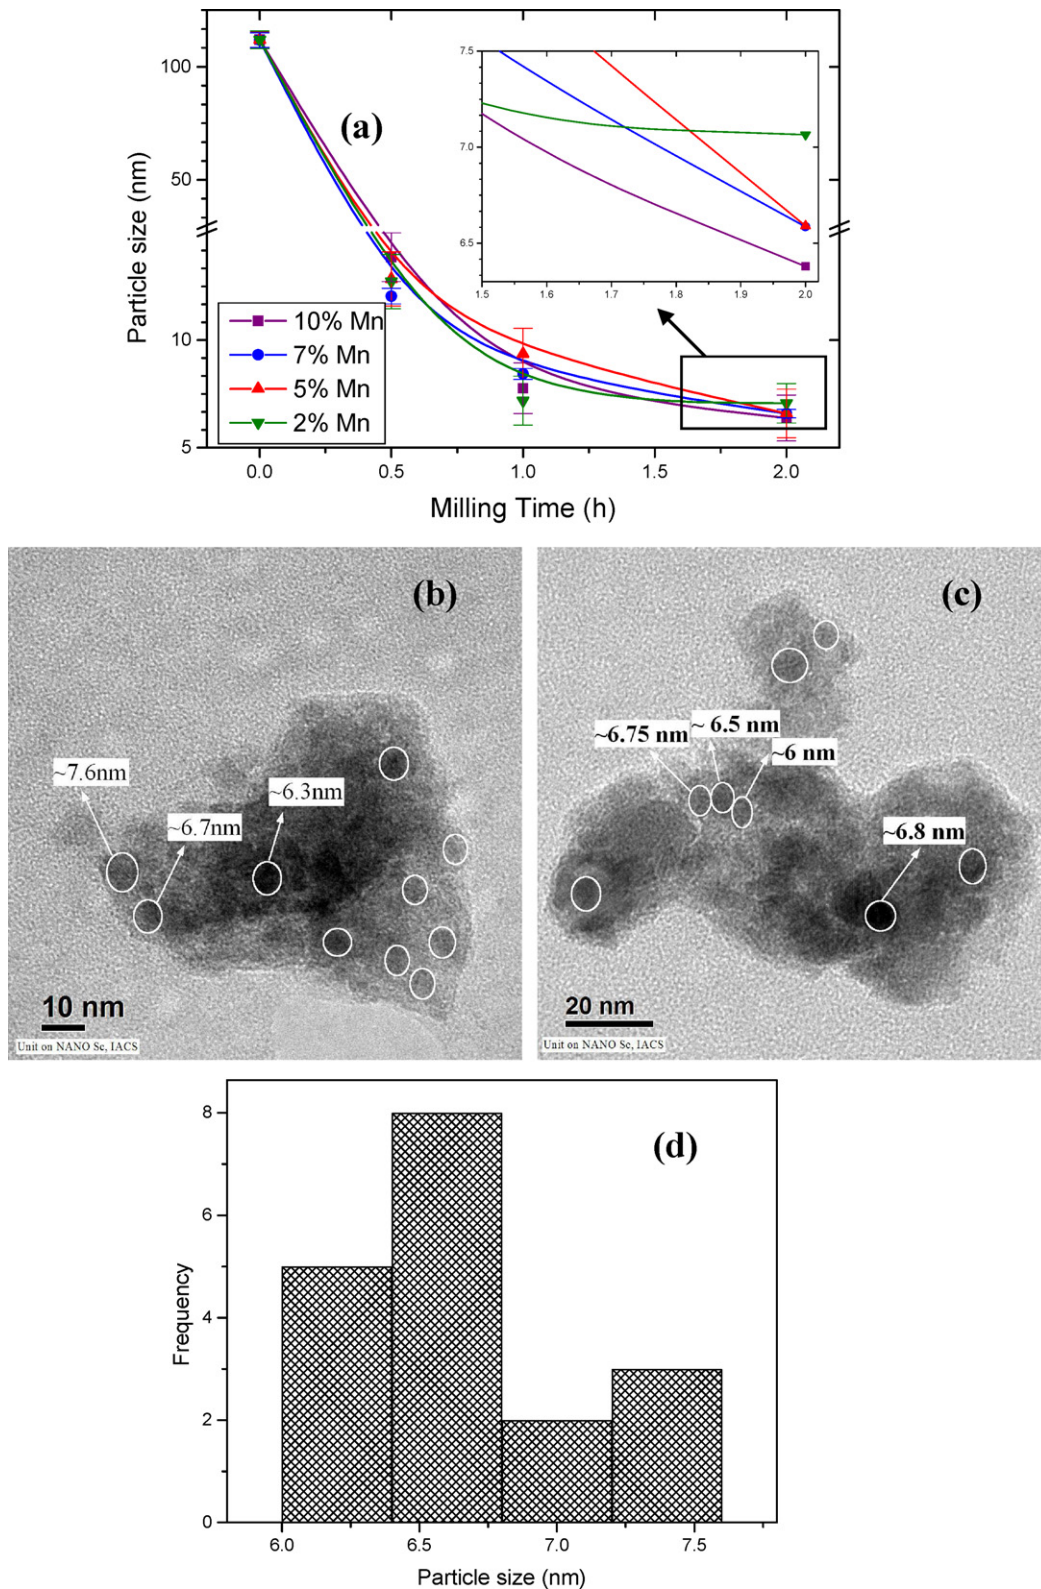 (a)
Particle size (nm)
100
50
10
5
0.0 0.5 1.0 1.5 2.0
Milling Time (h)
10% Mn
7% Mn
5% Mn
2% Mn
7.5
7.0
6.5
1.5 1.6 1.7 1.8 1.9 2.0
(b)
~7.6nm
~6.3nm
~6.7nm
10 nm
Unit on NANO Sc, IACS
(c)
~6.75 nm
~ 6.5 nm
~6 nm
~6.8 nm
20 nm
Unit on NANO Sc, IACS
(d)
Frequency
8
6
4
2
0
6.0 6.5 7.0 7.5
Particle size (nm)